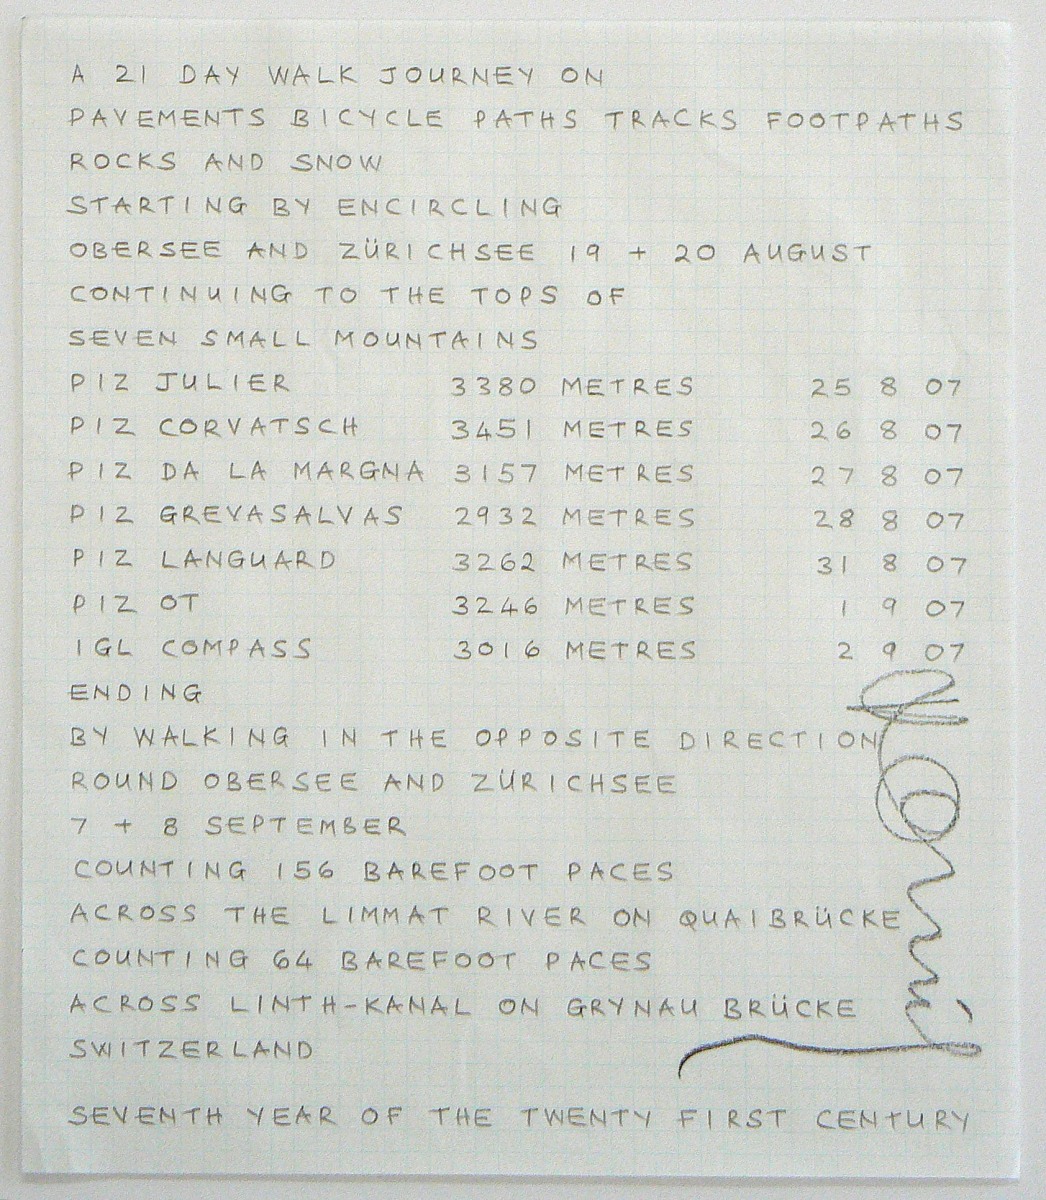 A 21 DAY WALK JOURNEY ON
PAVEMENTS BICYCLE PATHS TRACKS FOOTPATHS
ROCKS AND SNOW
STARTING BY ENCIRCLING
OBERSEE AND ZÜRICHSEE 19 + 20 AUGUST
CONTINUING TO THE TOPS OF
SEVEN SMALL MOUNTAINS
PIZ JULIER 3380 METRES 25 8 07
PIZ CORVATSCH 3451 METRES 26 8 07
PIZ DA LA MARGNA 3157 METRES 27 8 07
PIZ GREVASALVAS 2932 METRES 28 8 07
PIZ LANGUARD 3262 METRES 31 8 07
PIZ OT 3246 METRES 1 9 07
IGL COMPASS 3016 METRES 2 9 07
ENDING
BY WALKING IN THE OPPOSITE DIRECTION
ROUND OBERSEE AND ZÜRICHSEE
7 + 8 SEPTEMBER
COUNTING 156 BAREFOOT PACES
ACROSS THE LIMMAT RIVER ON QUAIBRÜCKE
COUNTING 64 BAREFOOT PACES
ACROSS LINTH-KANAL ON GRYNAU BRÜCKE
SWITZERLAND
SEVENTH YEAR OF THE TWENTY FIRST CENTURY